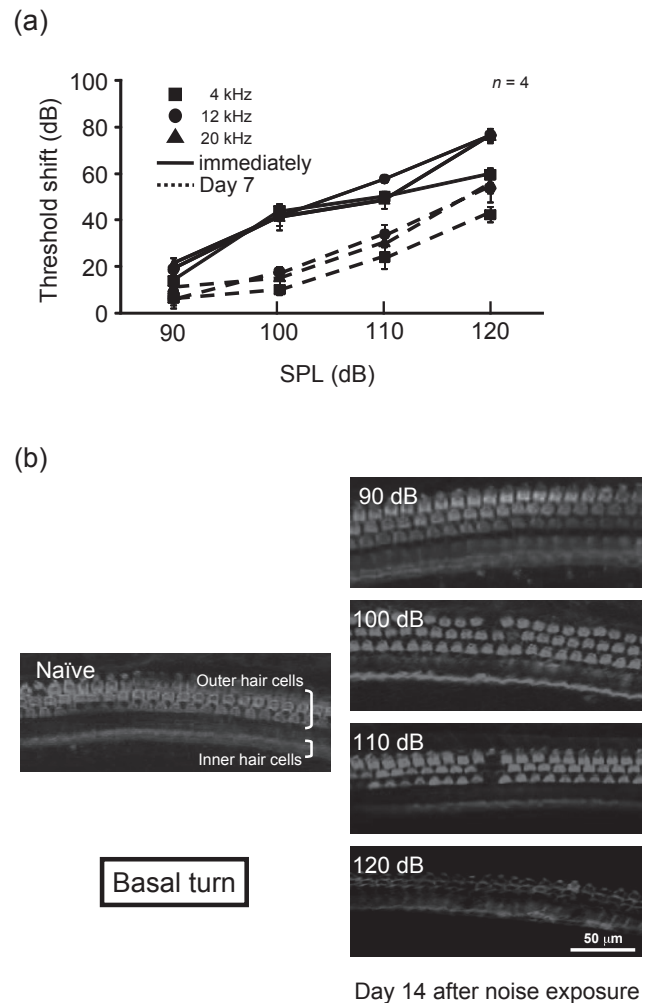 (a)
100
80
60
40
20
0
Threshold shift (dB)
n = 4
4 kHz
12 kHz
20 kHz
immediately
Day 7
90 100 110 120
SPL (dB)
(b)
Naïve
Outer hair cells
Inner hair cells
Basal turn
90 dB
100 dB
110 dB
120 dB
50 μm
Day 14 after noise exposure